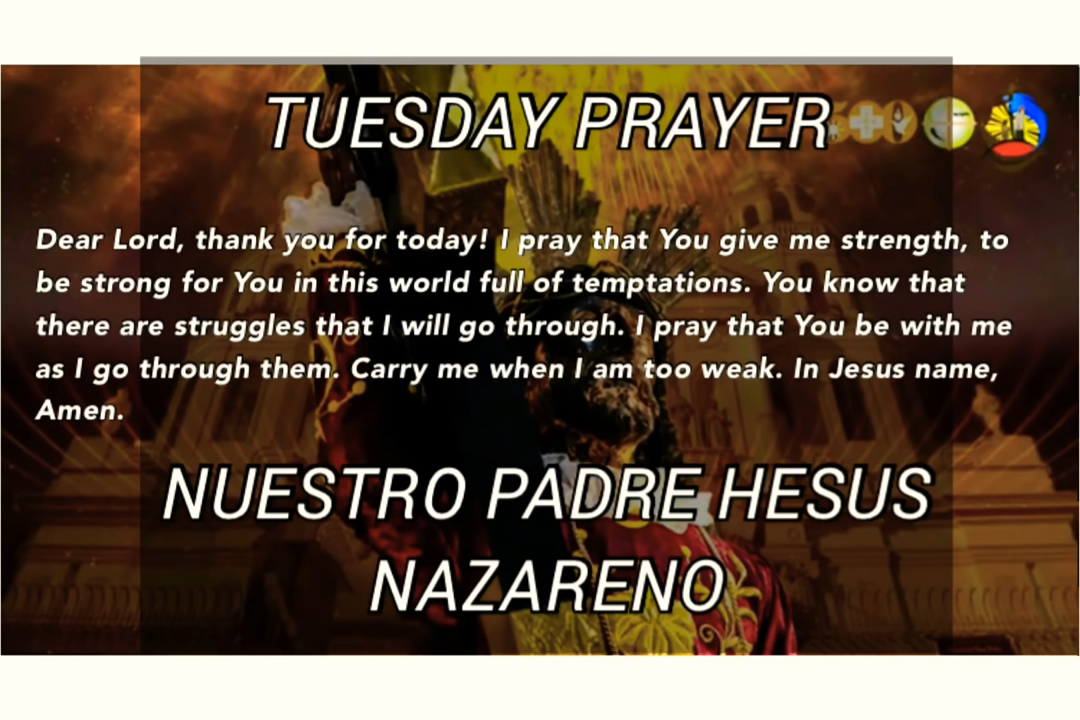 TUESDAY PRAYER
Dear Lord, thank you for today! I pray that You give me strength, to
be strong for You in this world full of temptations. You know that
there are struggles that I will go through. I pray that You be with me
as I go through them. Carry me when I am too weak. In Jesus name,
Amen.
NUESTRO PADRE HESUS
NAZARENO